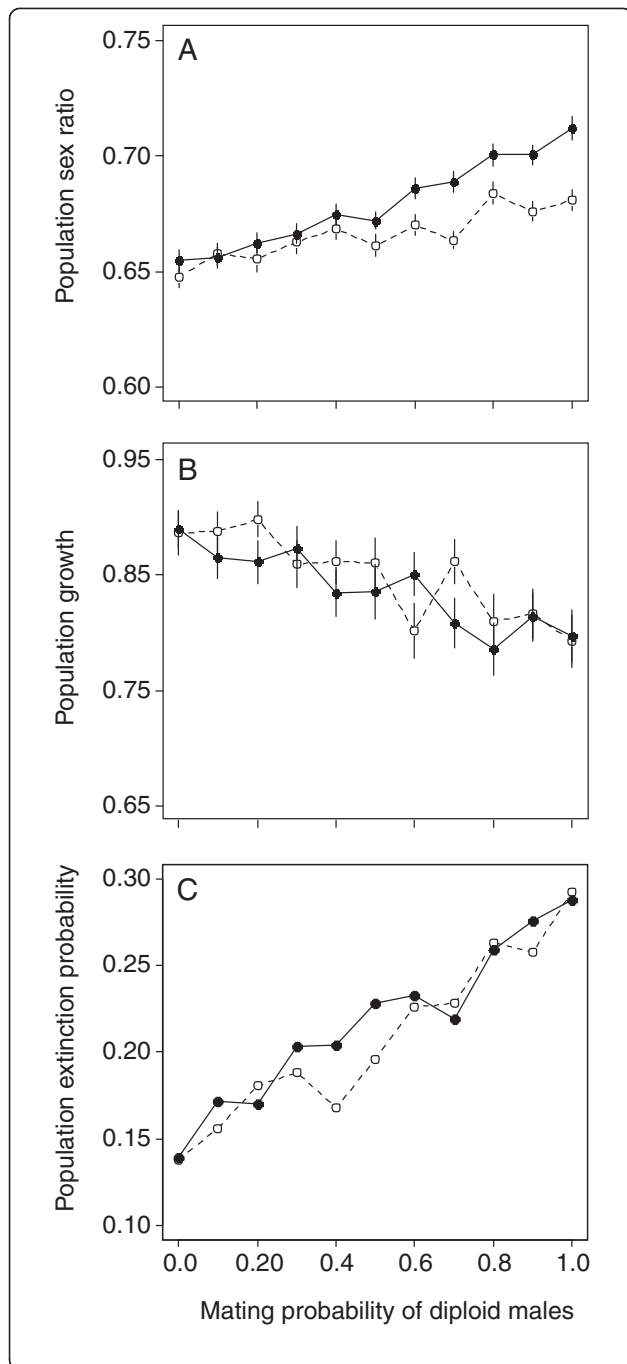 A
Population sex ratio
0.75
0.70
0.65
0.60
B
Population growth
0.95
0.85
0.75
0.65
C
Population extinction probability
0.30
0.25
0.20
0.15
0.10
0.0 0.20 0.4 0.6 0.8 1.0
Mating probability of diploid males